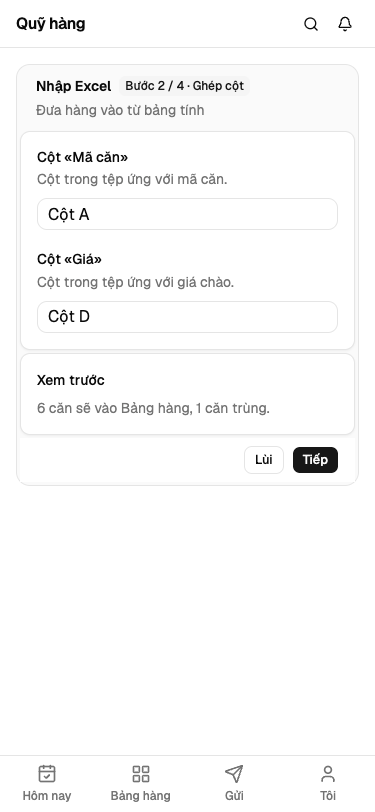 Quỹ hàng
Nhập Excel
Bước 2 / 4 · Ghép cột
Đưa hàng vào từ bảng tính
Cột «Mã căn»
Cột trong tệp ứng với mã căn.
Cột A
Cột «Giá»
Cột trong tệp ứng với giá chào.
Cột D
Xem trước
6 căn sẽ vào Bảng hàng, 1 căn trùng.
Lùi
Tiếp
Hôm nay
Bảng hàng
Gửi
Tôi